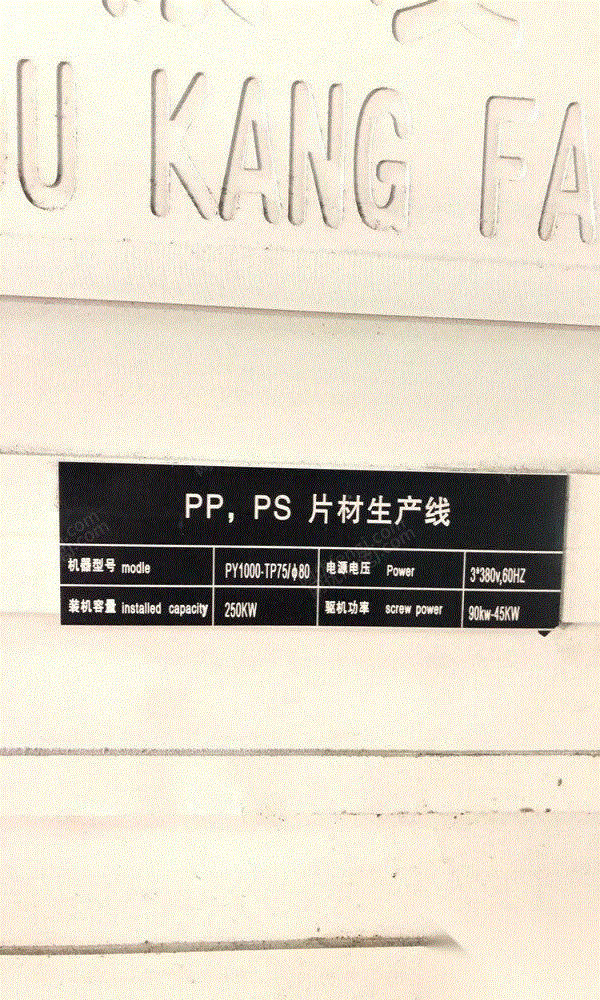 U KANG FA
PP, PS 片材生产线
机器型号 modle PY1000-TP75/φ80 电源电压 Power 3*380v,60HZ
装机容量 installed capacity 250KW 驱机功率 screw power 90kw-45KW